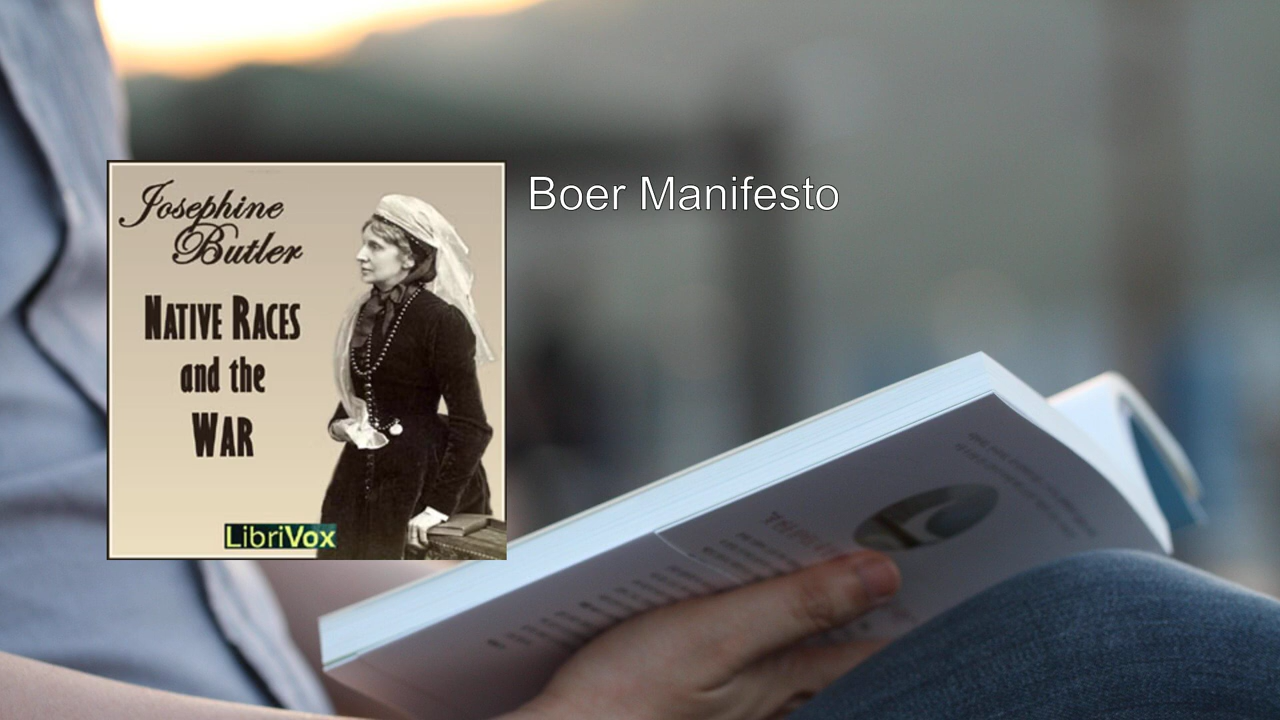 Josephine
Butler
NATIVE RACES
and the
WAR
LibriVox
Boer Manifesto